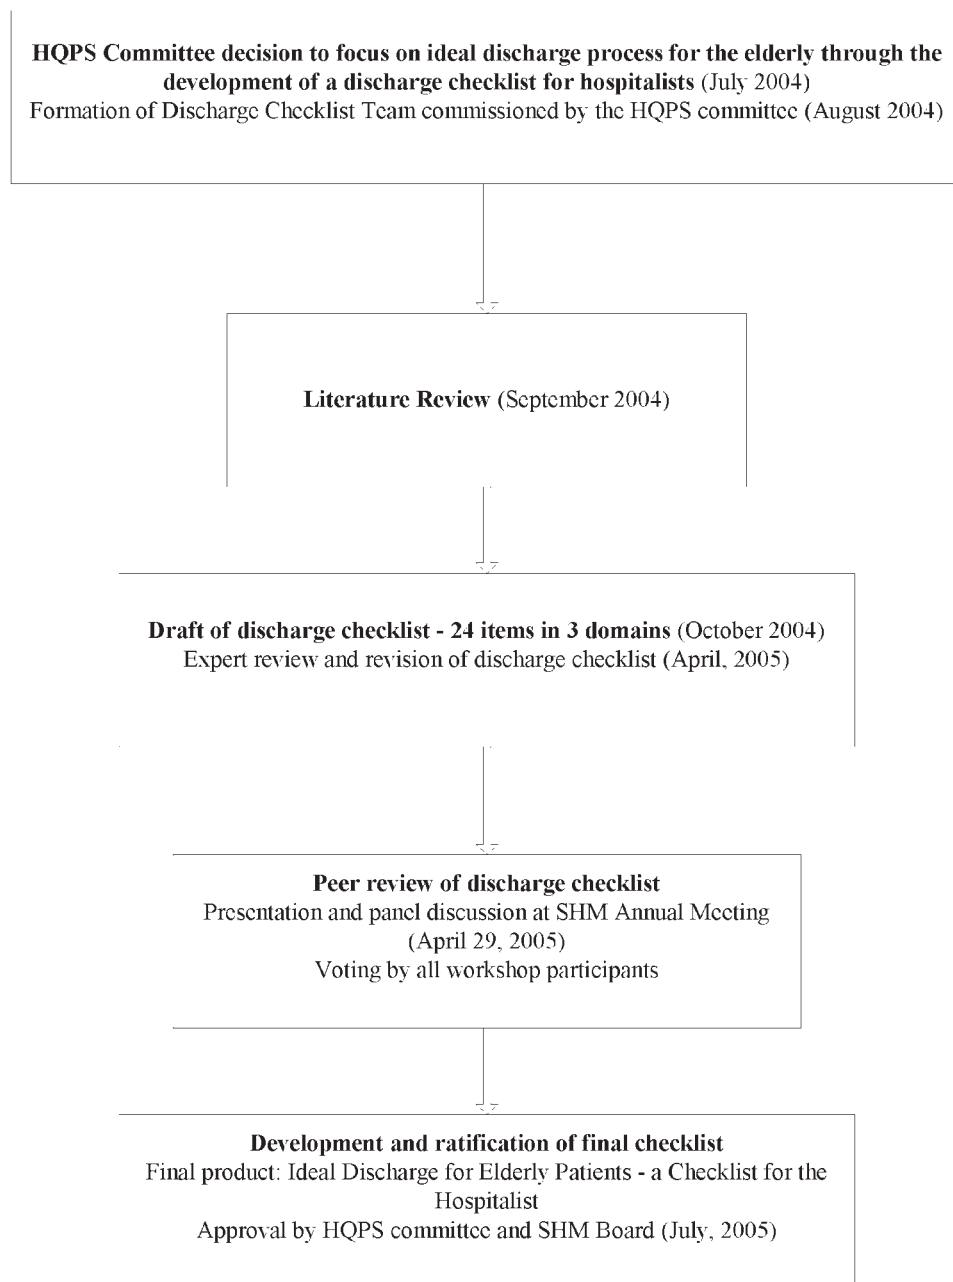 HQPS Committee decision to focus on ideal discharge process for the elderly through the
development of a discharge checklist for hospitalists (July 2004)
Formation of Discharge Checklist Team commissioned by the HQPS committee (August 2004)
Literature Review (September 2004)
Draft of discharge checklist - 24 items in 3 domains (October 2004)
Expert review and revision of discharge checklist (April, 2005)
Peer review of discharge checklist
Presentation and panel discussion at SHM Annual Meeting
(April 29, 2005)
Voting by all workshop participants
Development and ratification of final checklist
Final product: Ideal Discharge for Elderly Patients - a Checklist for the
Hospitalist
Approval by HQPS committee and SHM Board (July, 2005)